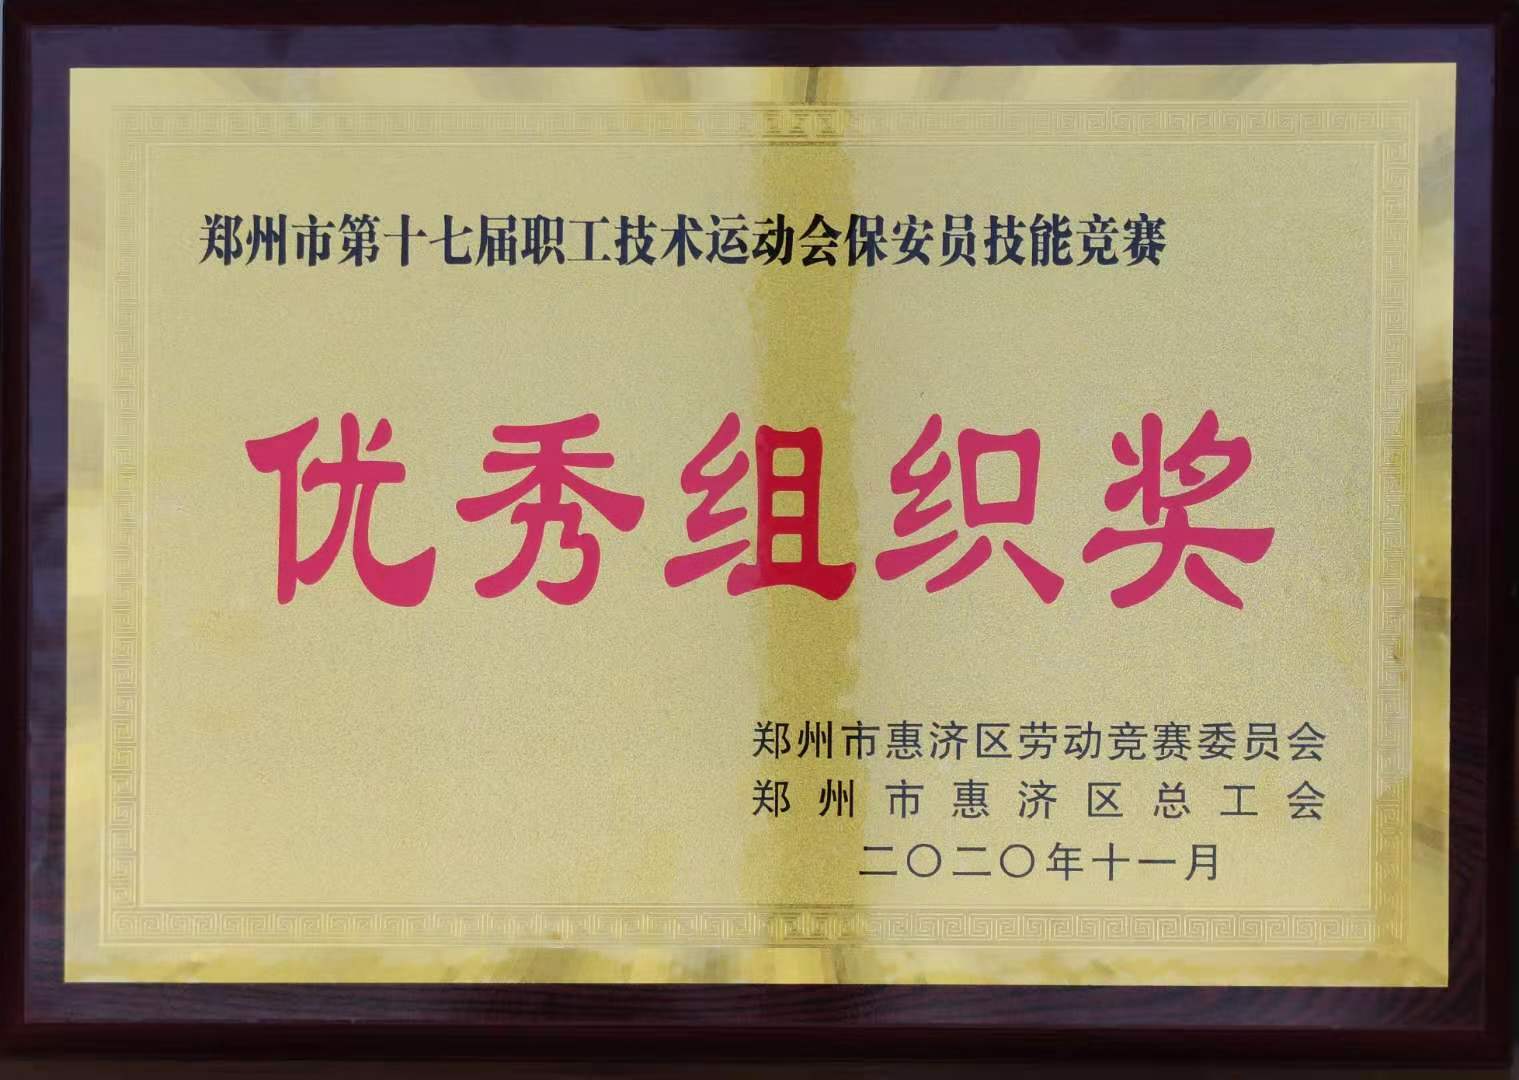 郑州市第十七届职工技术运动会保安员技能竞赛
优秀组织奖
郑州市惠济区劳动竞赛委员会
郑州市惠济区总工会
二〇二〇年十一月